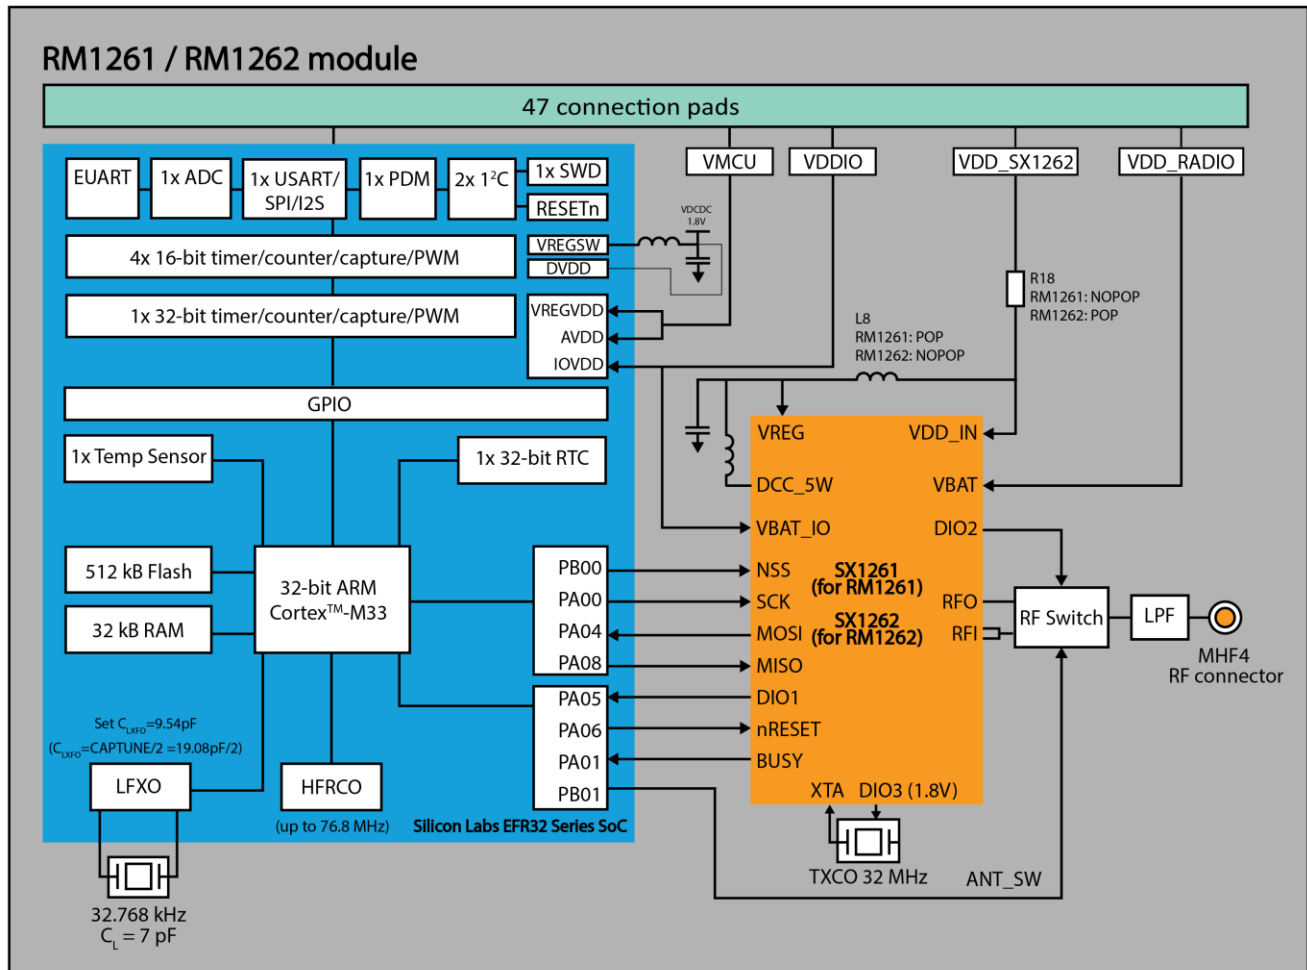 RM1261 / RM1262 module
47 connection pads
EUART
1x ADC
1x USART/
SPI/I2S
1x PDM
2x 1²C
1x SWD
RESETn
VMCU
VDDIO
VDD_SX1262
VDD_RADIO
VDCDC
1.8V
4x 16-bit timer/counter/capture/PWM
VREGSW
DVDD
1x 32-bit timer/counter/capture/PWM
VREGVDD
AVDD
IOVDD
R18
RM1261: NOPOP
RM1262: POP
L8
RM1261: POP
RM1262: NOPOP
GPIO
1x Temp Sensor
1x 32-bit RTC
VREG
VDD_IN
DCC_5W
VBAT
VBAT_IO
DIO2
512 kB Flash
32 kB RAM
32-bit ARM
Cortex™-M33
PB00
PA00
PA04
PA08
PA05
PA06
PA01
PB01
NSS
SCK
MOSI
MISO
DIO1
nRESET
BUSY
SX1261
(for RM1261)
SX1262
(for RM1262)
RFO
RFI
RF Switch
LPF
MHF4
RF connector
XTA
DIO3 (1.8V)
TXCO 32 MHz
ANT_SW
Set CLXFO=9.54pF
(CLXFO=CAPTUNE/2 =19.08pF/2)
LFXO
HFRCO
(up to 76.8 MHz)
Silicon Labs EFR32 Series SoC
32.768 kHz
CL = 7 pF